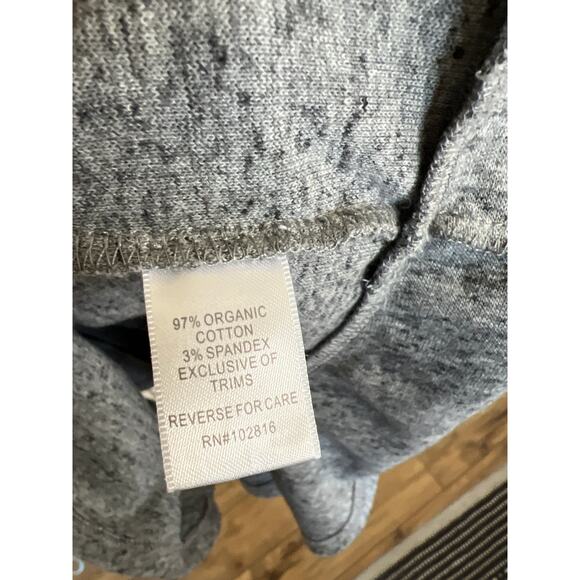 97% ORGANIC
COTTON
3% SPANDEX
EXCLUSIVE OF
TRIMS
REVERSE FOR CARE
RN#102816